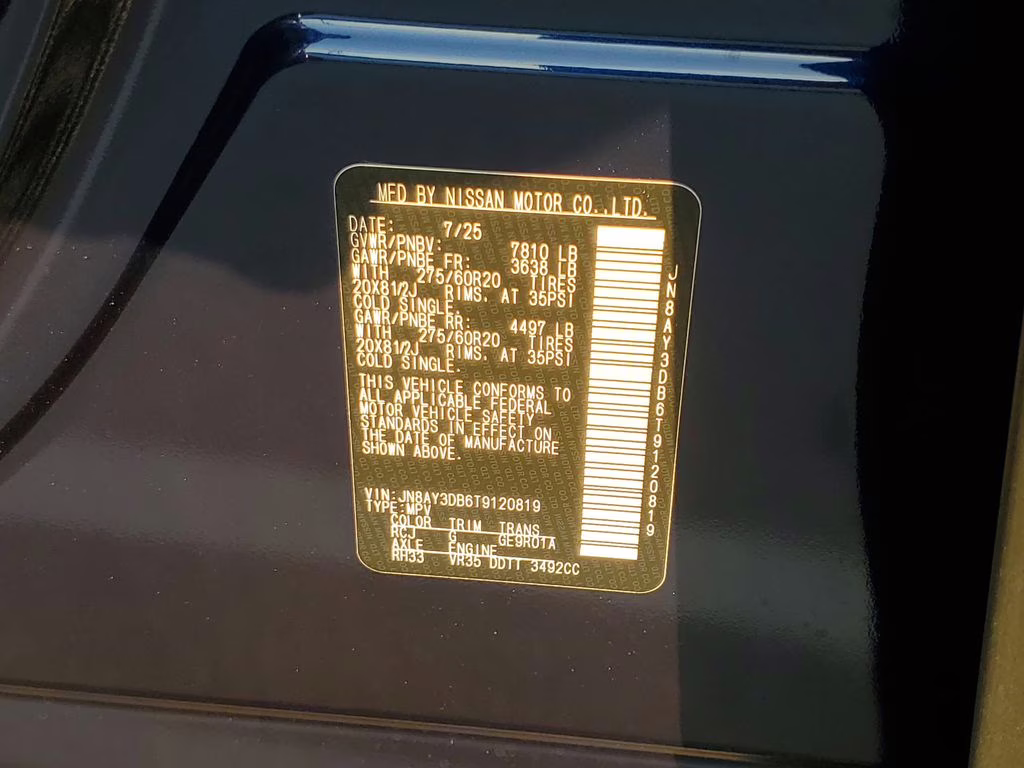 MFD BY NISSAN MOTOR CO.,LTD.
DATE: 7/25
GVWR/PNBV: 7810 LB
GAWR/PNBE FR: 3638 LB
WITH 275/60R20 TIRES
20X81/2J RIMS. AT 35PSI
COLD SINGLE.
GAWR/PNBE RR: 4497 LB
WITH 275/60R20 TIRES
20X81/2J RIMS. AT 35PSI
COLD SINGLE.
THIS VEHICLE CONFORMS TO
ALL APPLICABLE FEDERAL
MOTOR VEHICLE SAFETY
STANDARDS IN EFFECT ON
THE DATE OF MANUFACTURE
SHOWN ABOVE.
VIN:JN8AY3DB6T9120819
TYPE:MPV
COLOR TRIM TRANS
RCJ G GE9R01A
AXLE ENGINE
RH33 VR35 DDTT 3492CC
JN8AY3DB6T9120819